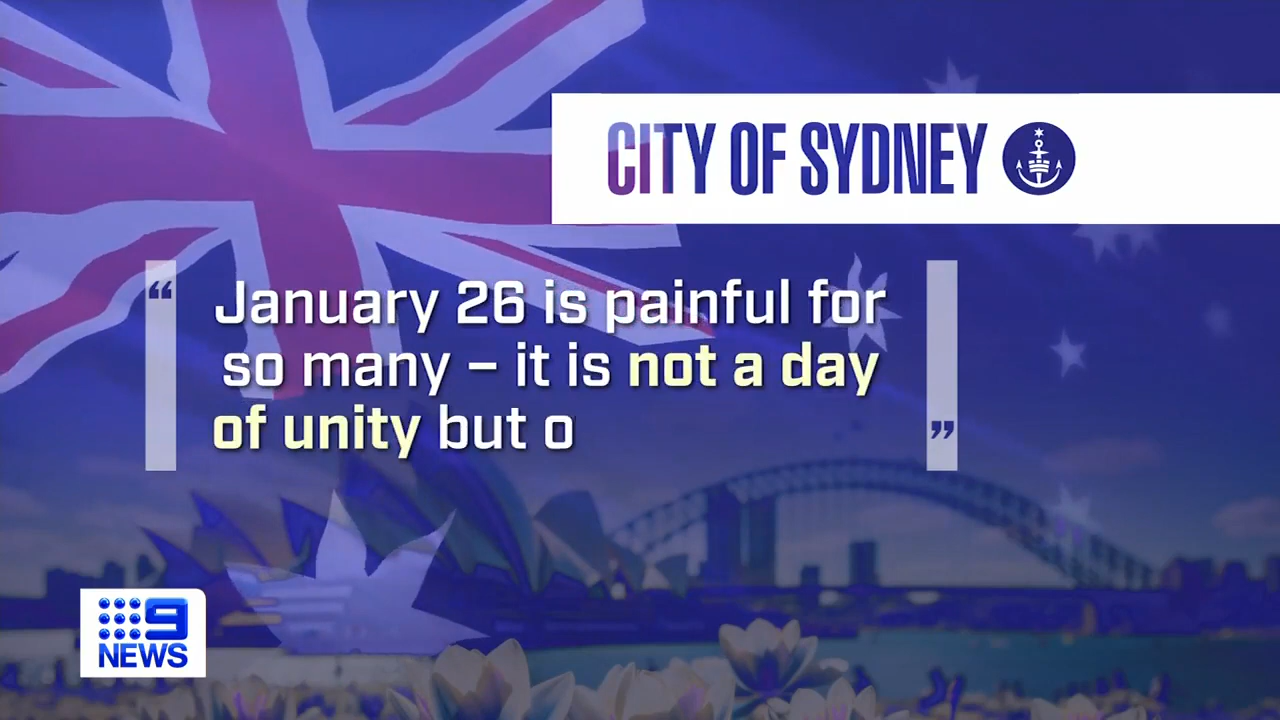 CITY OF SYDNEY
“ January 26 is painful for
so many – it is not a day
of unity but o
”
9
NEWS